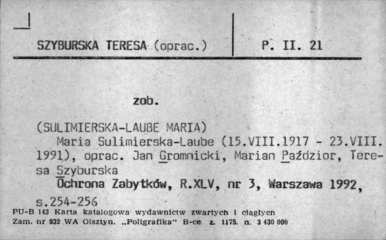 SZYBURSKA TERESA (oprac.) P. II. 21
zob.
(SULIMIERSKA-LAUBE MARIA)
Maria Sulimierska-Laube (15.VIII.1917 - 23.VIII.
1991), oprac. Jan Gromnicki, Marian Paździor, Tere-
sa Szyburska
Ochrona Zabytków, R.XLV, nr 3, Warszawa 1992,
s.254-256
PU-B 143 Karta katalogowa wydawnictw zwartych i ciągłych
Zam. nr 932 WA Olsztyn. „Poligrafika" B-ce z. 1175. n. 3 430 000